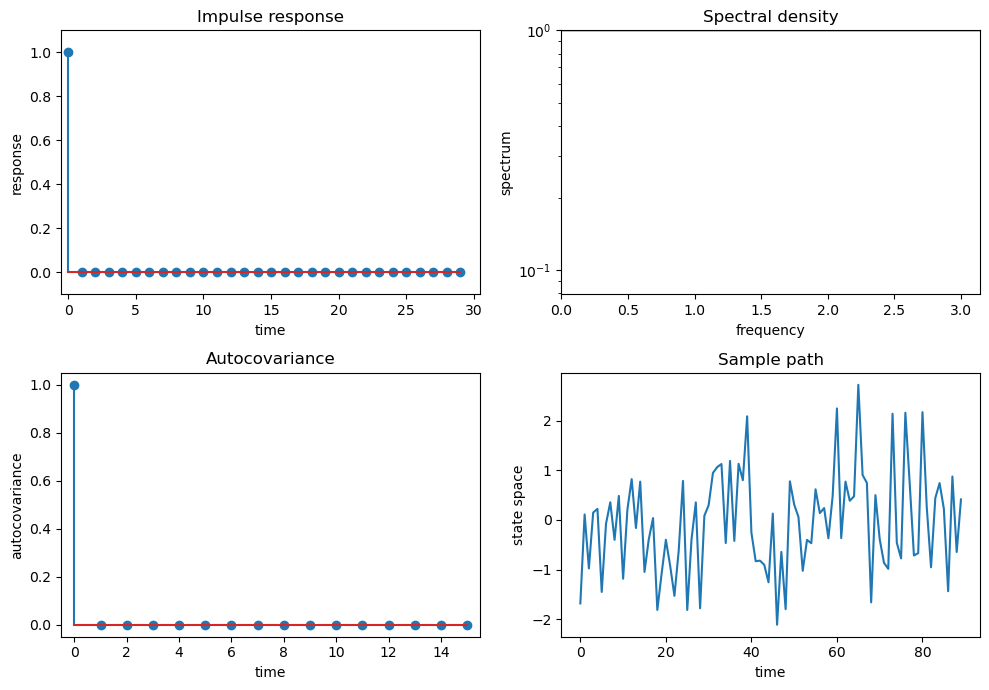 Impulse response
1.0
0.8
0.6
0.4
0.2
0.0
response
0 5 10 15 20 25 30
time
Spectral density
10⁰
10⁻¹
spectrum
0.0 0.5 1.0 1.5 2.0 2.5 3.0
frequency
Autocovariance
1.0
0.8
0.6
0.4
0.2
0.0
autocovariance
0 2 4 6 8 10 12 14
time
Sample path
2
1
0
−1
−2
state space
0 20 40 60 80
time